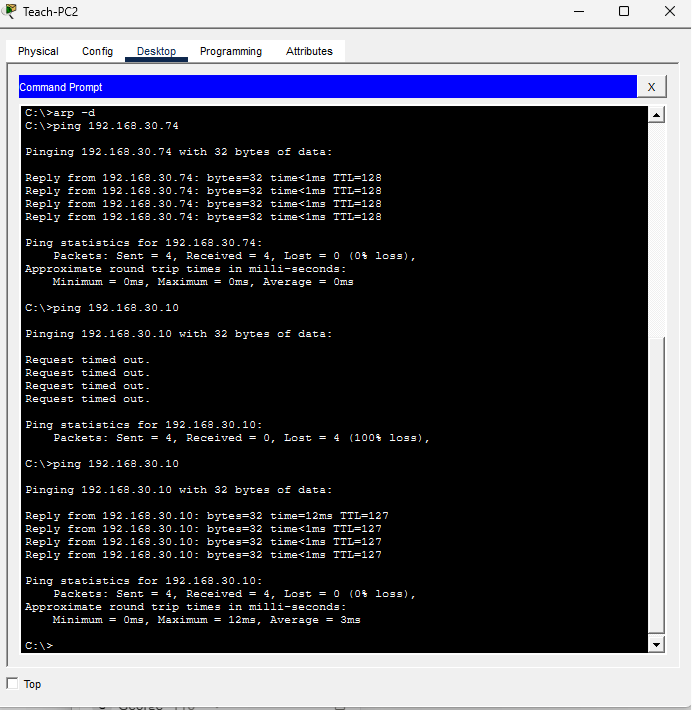 Teach-PC2
Physical Config Desktop Programming Attributes
Command Prompt X
C:\>arp -d
C:\>ping 192.168.30.74
Pinging 192.168.30.74 with 32 bytes of data:
Reply from 192.168.30.74: bytes=32 time<1ms TTL=128
Reply from 192.168.30.74: bytes=32 time<1ms TTL=128
Reply from 192.168.30.74: bytes=32 time<1ms TTL=128
Reply from 192.168.30.74: bytes=32 time<1ms TTL=128
Ping statistics for 192.168.30.74:
Packets: Sent = 4, Received = 4, Lost = 0 (0% loss),
Approximate round trip times in milli-seconds:
Minimum = 0ms, Maximum = 0ms, Average = 0ms
C:\>ping 192.168.30.10
Pinging 192.168.30.10 with 32 bytes of data:
Request timed out.
Request timed out.
Request timed out.
Request timed out.
Ping statistics for 192.168.30.10:
Packets: Sent = 4, Received = 0, Lost = 4 (100% loss),
C:\>ping 192.168.30.10
Pinging 192.168.30.10 with 32 bytes of data:
Reply from 192.168.30.10: bytes=32 time=12ms TTL=127
Reply from 192.168.30.10: bytes=32 time<1ms TTL=127
Reply from 192.168.30.10: bytes=32 time<1ms TTL=127
Reply from 192.168.30.10: bytes=32 time<1ms TTL=127
Ping statistics for 192.168.30.10:
Packets: Sent = 4, Received = 4, Lost = 0 (0% loss),
Approximate round trip times in milli-seconds:
Minimum = 0ms, Maximum = 12ms, Average = 3ms
C:\>
Top